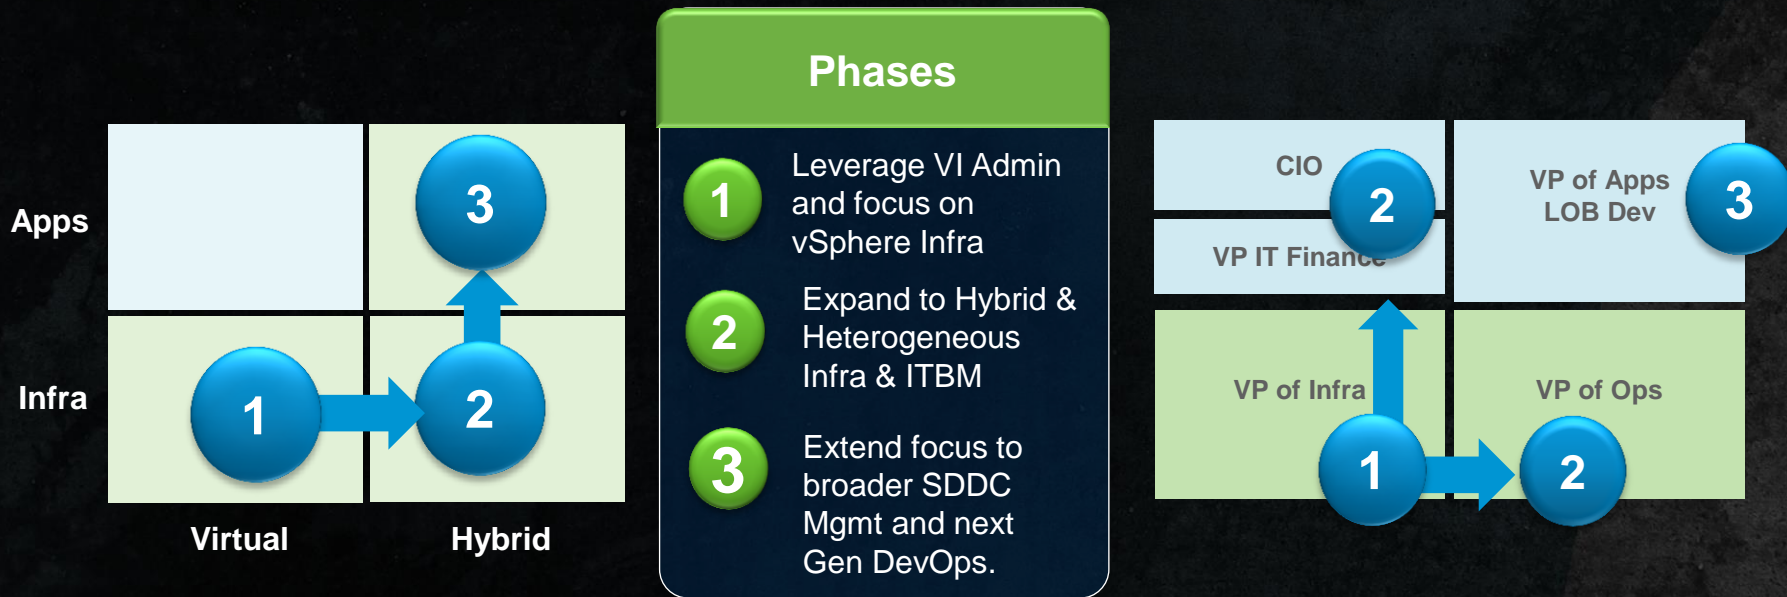 Apps
Infra
3
1
2
Virtual
Hybrid
Phases
1
Leverage VI Admin
and focus on
vSphere Infra
2
Expand to Hybrid &
Heterogeneous
Infra & ITBM
3
Extend focus to
broader SDDC
Mgmt and next
Gen DevOps.
CIO
2
VP IT Finance
VP of Apps
LOB Dev
3
VP of Infra
1
VP of Ops
2